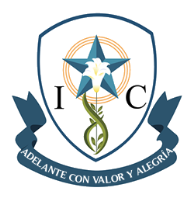 I C
ADELANTE CON VALOR Y ALEGRÍA